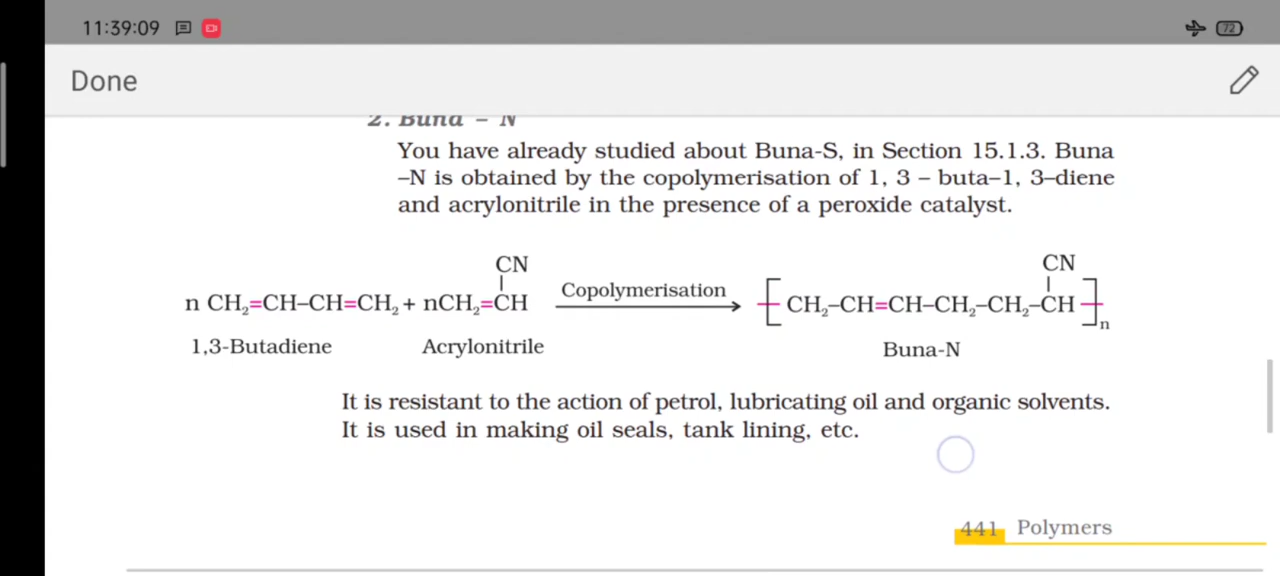 11:39:09
72
Done
2. Buna – N
You have already studied about Buna-S, in Section 15.1.3. Buna
–N is obtained by the copolymerisation of 1, 3 – buta–1, 3–diene
and acrylonitrile in the presence of a peroxide catalyst.
CN CN
n CH₂=CH–CH=CH₂ + nCH₂=CH Copolymerisation [CH₂–CH=CH–CH₂–CH₂–CH]n
1,3-Butadiene Acrylonitrile Buna-N
It is resistant to the action of petrol, lubricating oil and organic solvents.
It is used in making oil seals, tank lining, etc.
441 Polymers